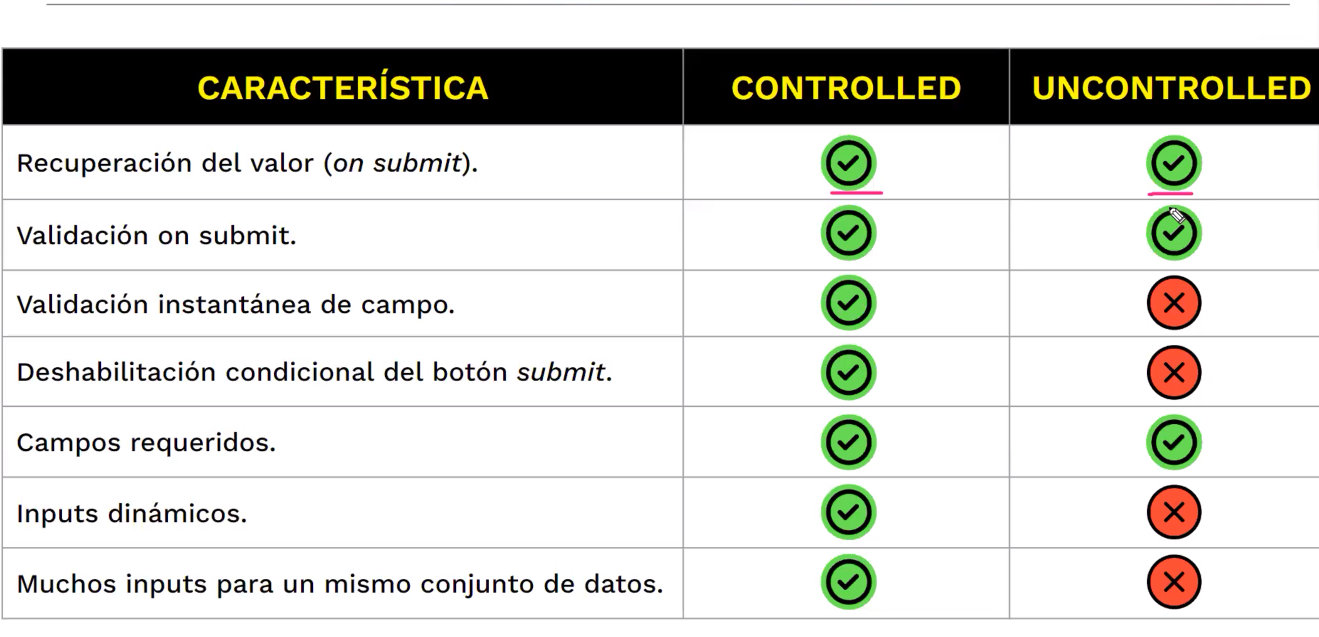 CARACTERÍSTICA CONTROLLED UNCONTROLLED
Recuperación del valor (on submit).
Validación on submit.
Validación instantánea de campo.
Deshabilitación condicional del botón submit.
Campos requeridos.
Inputs dinámicos.
Muchos inputs para un mismo conjunto de datos.